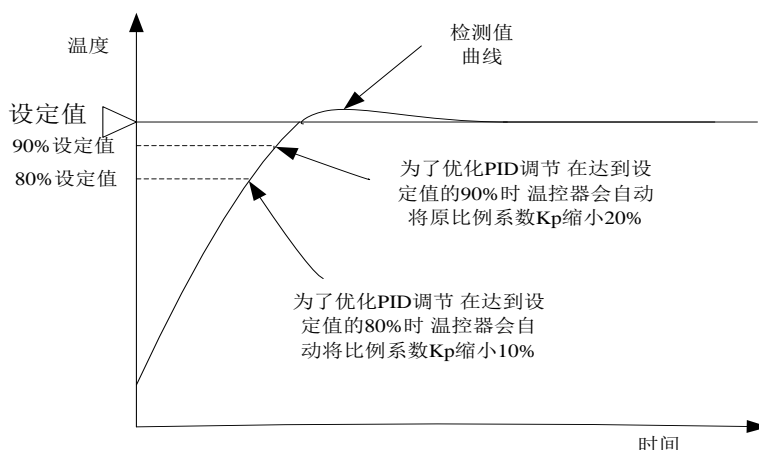 温度
检测值
曲线
设定值
90%设定值
80%设定值
为了优化PID调节 在达到设
定值的90%时 温控器会自动
将原比例系数Kp缩小20%
为了优化PID调节 在达到设
定值的80%时 温控器会自
动将比例系数Kp缩小10%
时间